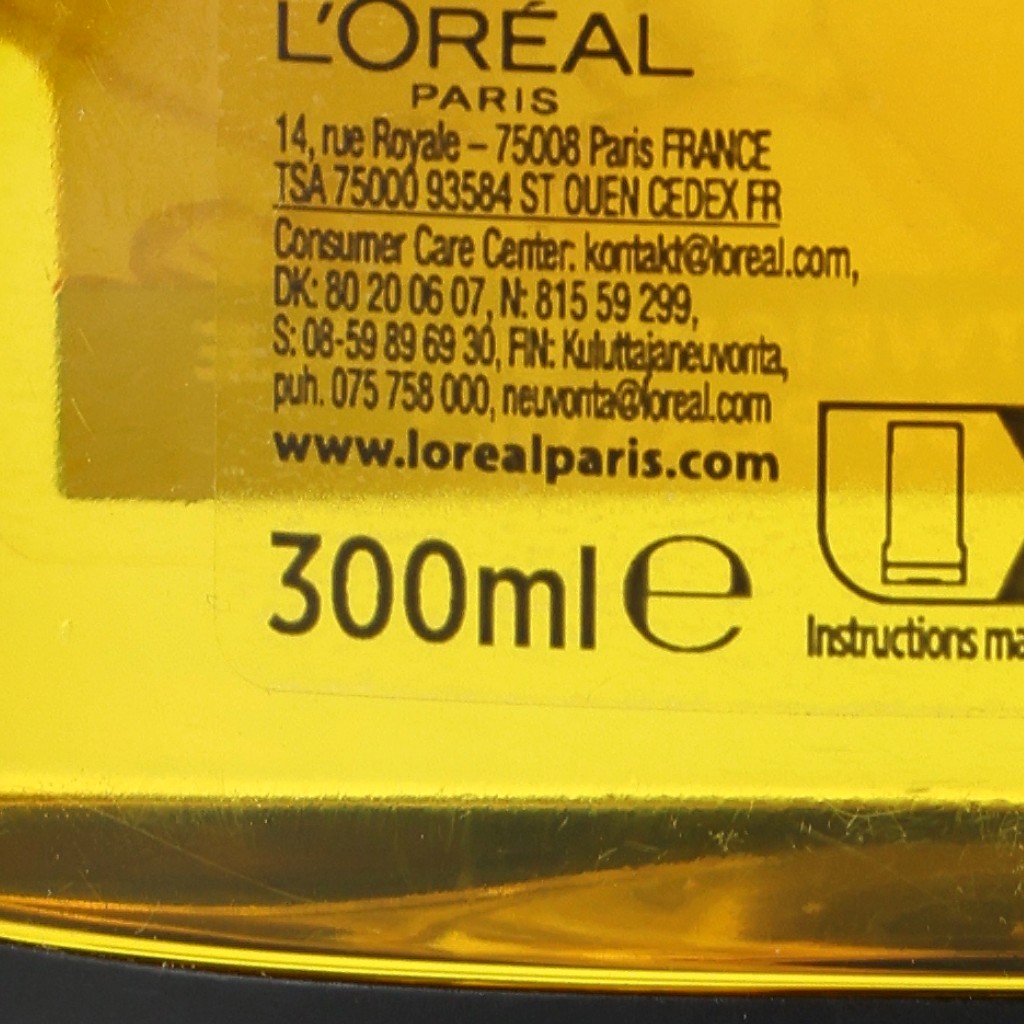 L'ORÉAL
PARIS
14, rue Royale – 75008 Paris FRANCE
TSA 75000 93584 ST OUEN CEDEX FR
Consumer Care Center: kontakt@loreal.com,
DK: 80 20 06 07, N: 815 59 299,
S: 08-59 89 69 30, FIN: Kuluttajaneuvonta,
puh. 075 758 000, neuvonta@loreal.com
www.lorealparis.com
300ml e
Instructions ma